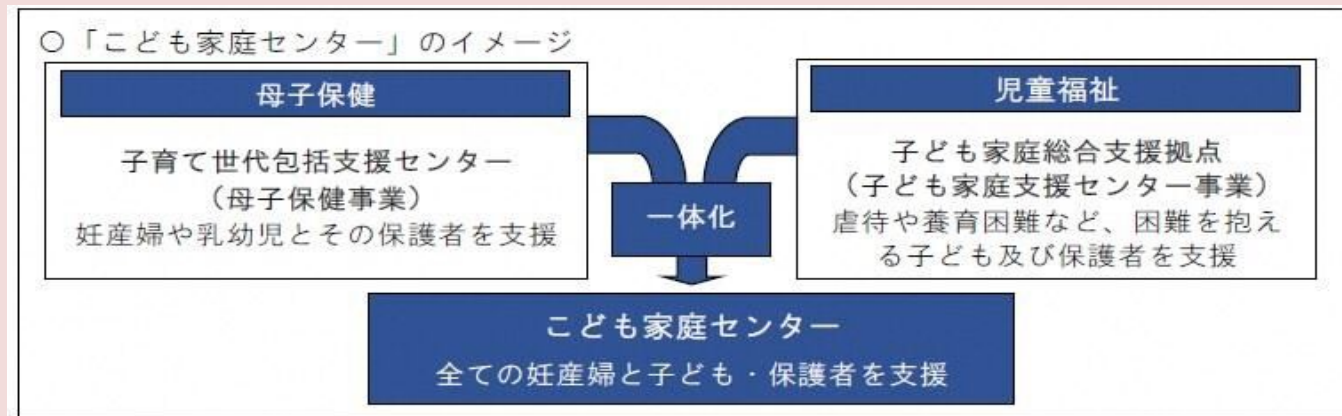 〇「こども家庭センター」のイメージ
母子保健
子育て世代包括支援センター
（母子保健事業）
妊産婦や乳幼児とその保護者を支援
児童福祉
子ども家庭総合支援拠点
（子ども家庭支援センター事業）
虐待や養育困難など、困難を抱え
る子ども及び保護者を支援
一体化
こども家庭センター
全ての妊産婦と子ども・保護者を支援